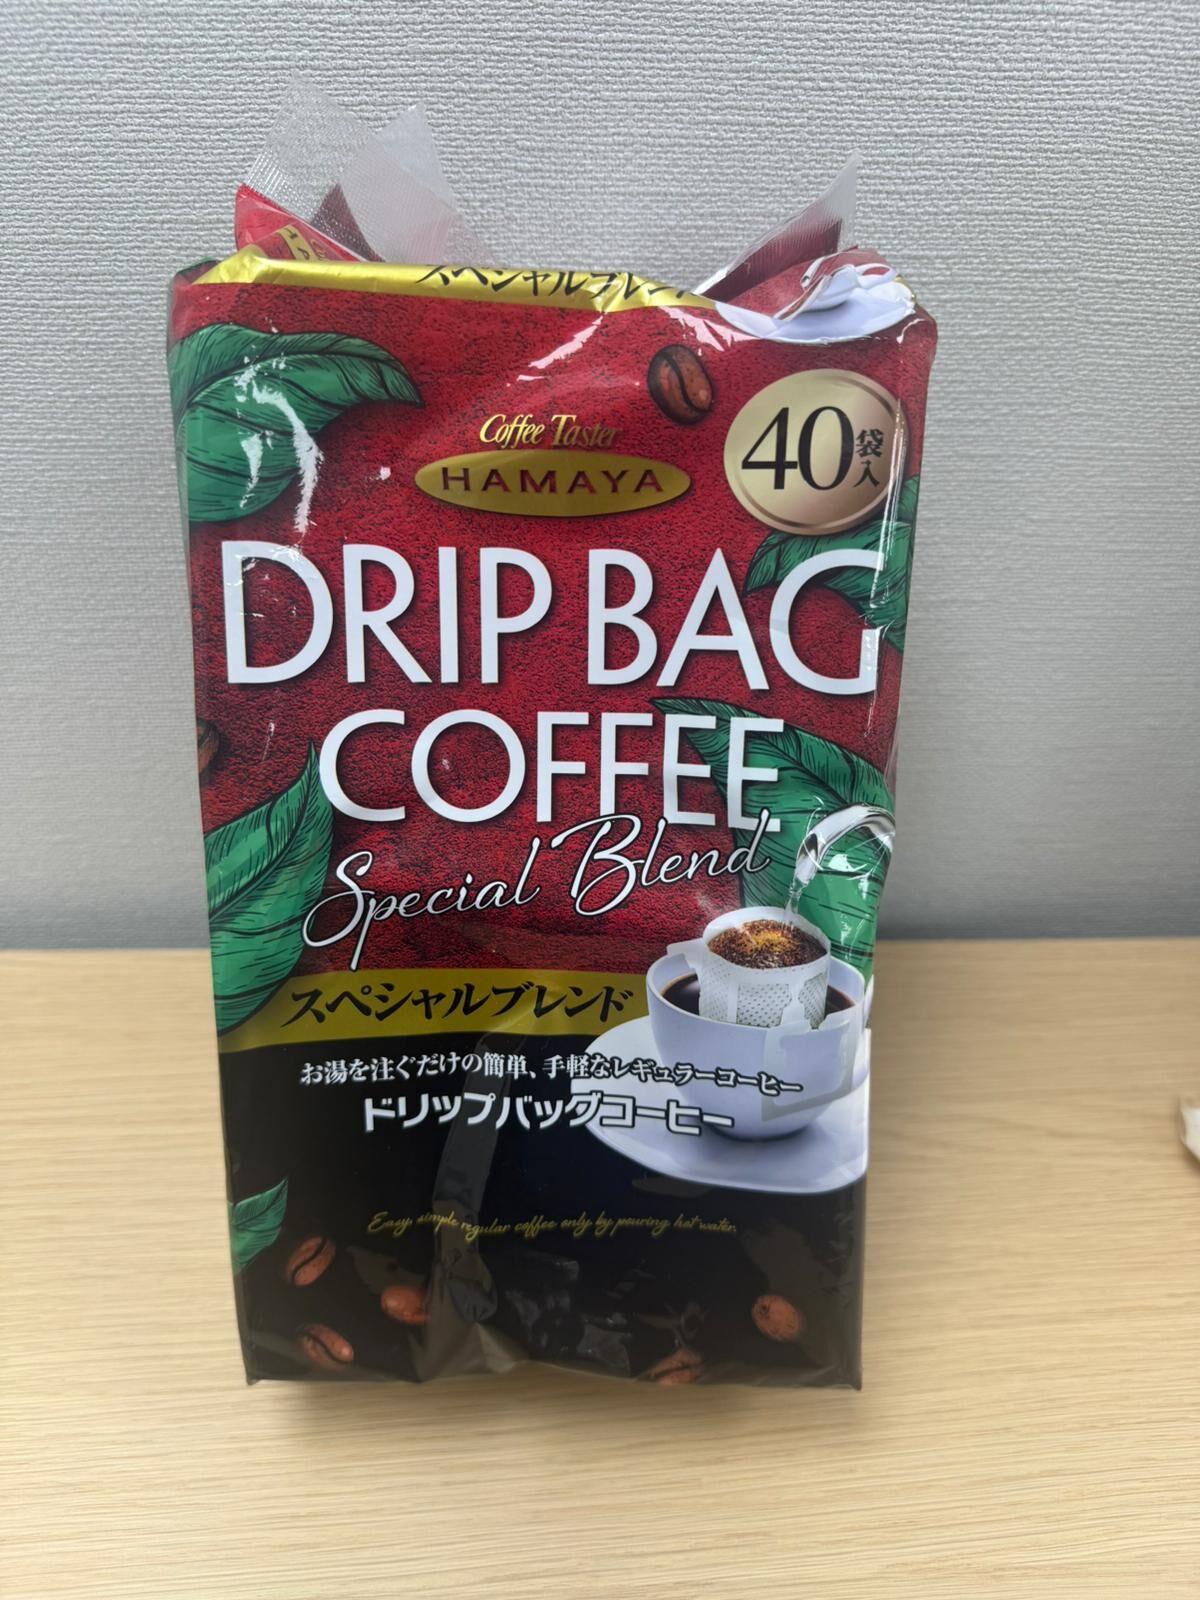 スペシャルブレンド
Coffee Taster
HAMAYA
40袋入
DRIP BAG
COFFEE
Special Blend
スペシャルブレンド
お湯を注ぐだけの簡単、手軽なレギュラーコーヒー
ドリップバッグコーヒー
Easy, simple regular coffee only by pouring hot water.